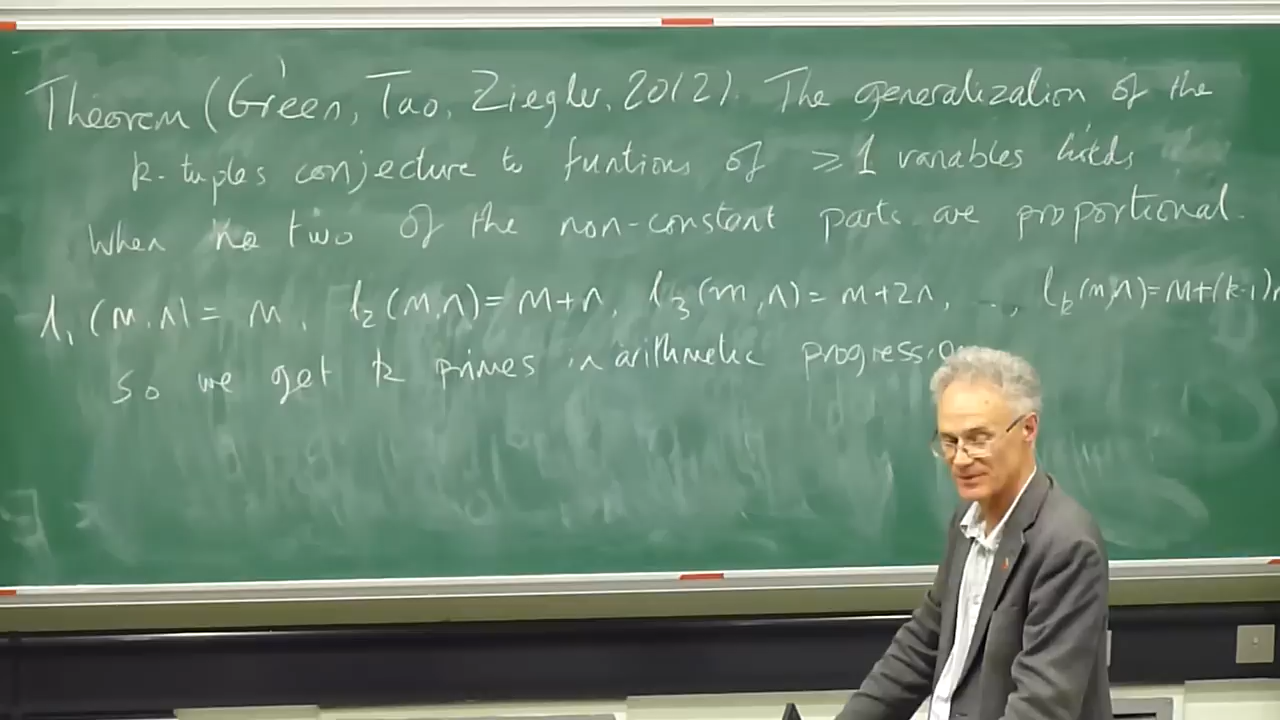 Theorem (Green, Tao, Ziegler, 2012). The generalization of the
k-tuples conjecture to funtions of ≥ 1 variables holds
when no two of the non-constant parts are proportional.
l₁(m,n) = m, l₂(m,n) = m+n, l₃(m,n) = m+2n, ..., lₖ(m,n) = m+(k-1)n
so we get k primes in arithmetic progressio